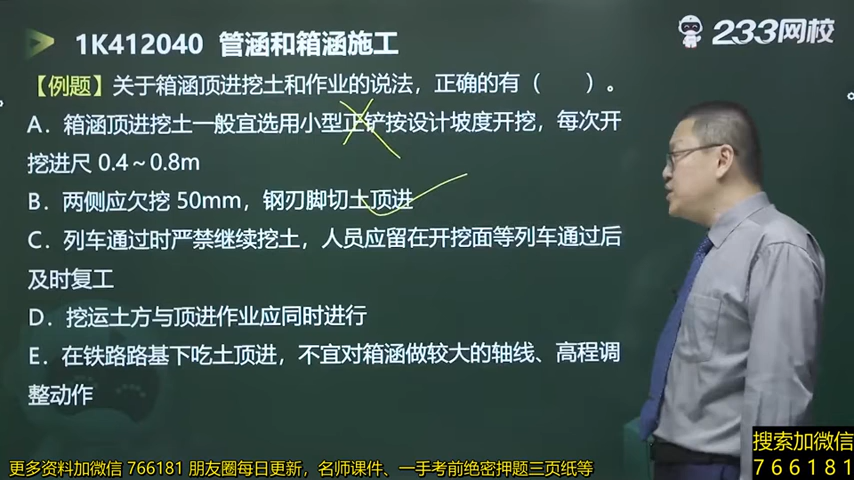 1K412040 管涵和箱涵施工
233网校
【例题】关于箱涵顶进挖土和作业的说法，正确的有（ ）。
A．箱涵顶进挖土一般宜选用小型正铲按设计坡度开挖，每次开
挖进尺 0.4～0.8m
B．两侧应欠挖 50mm，钢刃脚切土顶进
C．列车通过时严禁继续挖土，人员应留在开挖面等列车通过后
及时复工
D．挖运土方与顶进作业应同时进行
E．在铁路路基下吃土顶进，不宜对箱涵做较大的轴线、高程调
整动作
搜索加微信
766181
更多资料加微信 766181 朋友圈每日更新，名师课件、一手考前绝密押题三页纸等